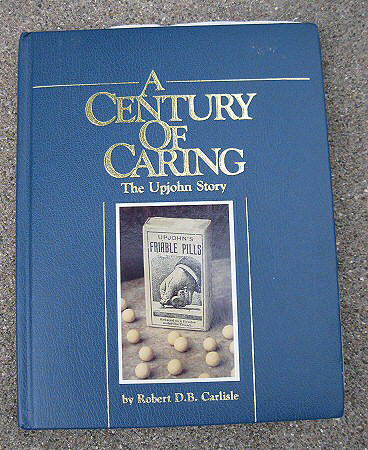 A
CENTURY
OF
CARING
The Upjohn Story
UPJOHN'S
FRIABLE PILLS
by Robert D.B. Carlisle